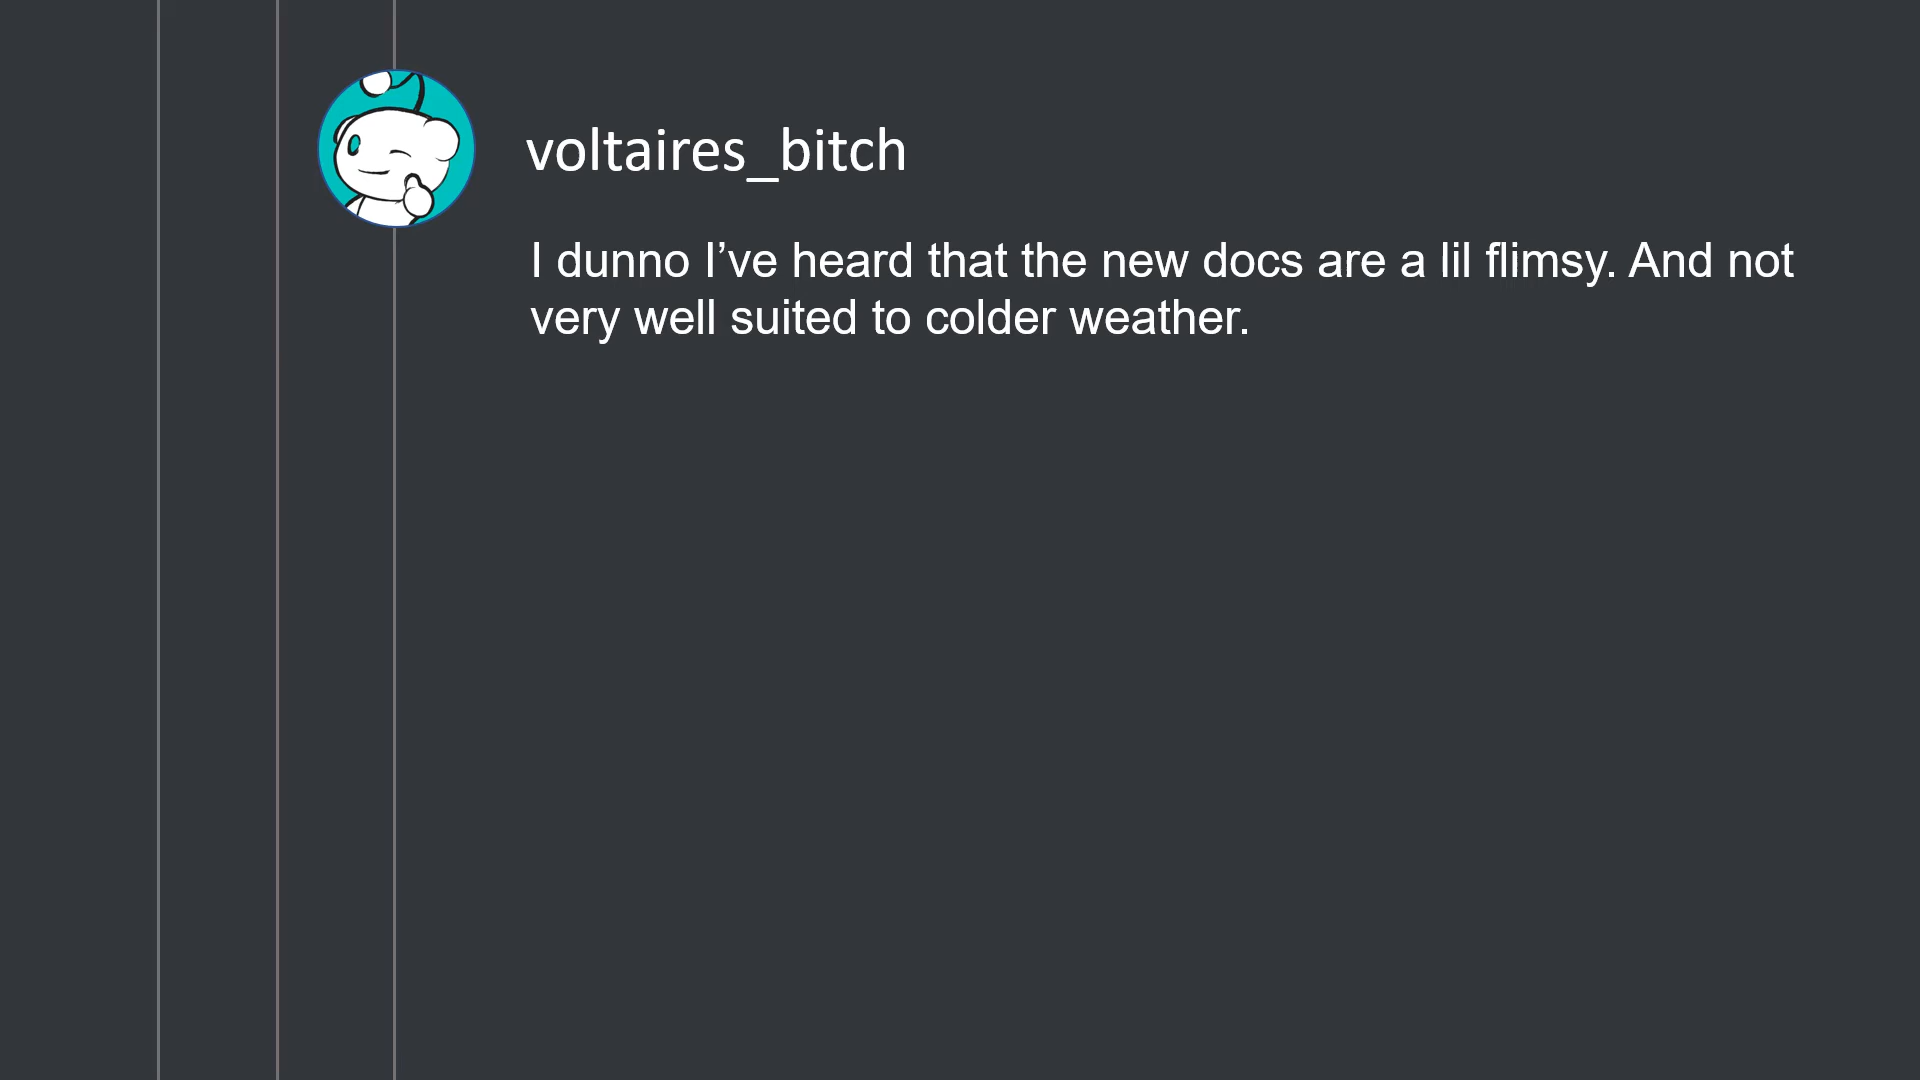 voltaires_bitch
I dunno I’ve heard that the new docs are a lil flimsy. And not
very well suited to colder weather.